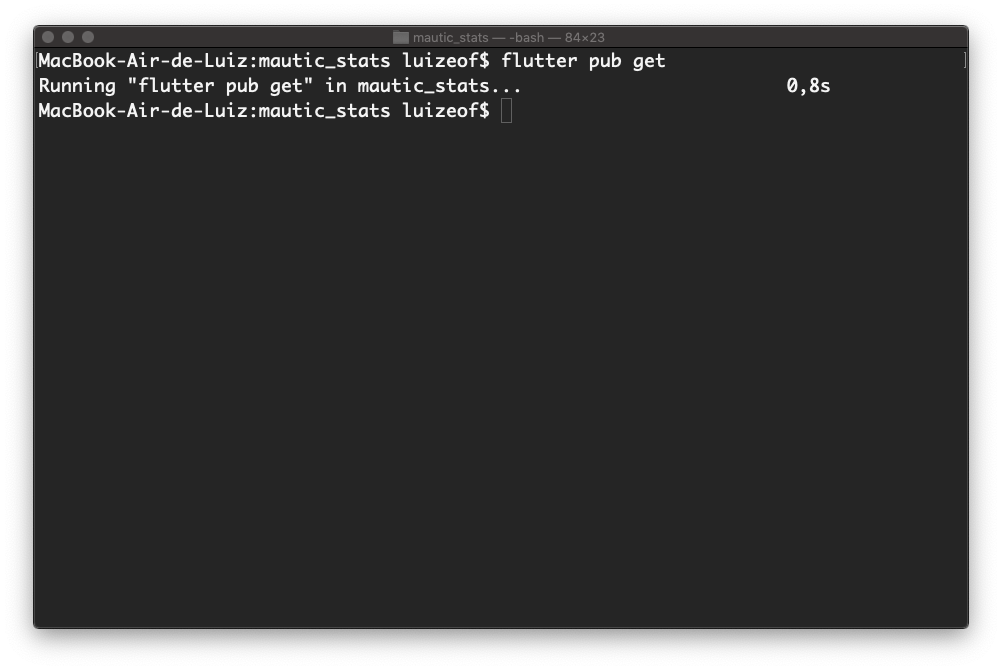 mautic_stats — -bash — 84×23
[MacBook-Air-de-Luiz:mautic_stats luizeof$ flutter pub get ]
Running "flutter pub get" in mautic_stats... 0,8s
MacBook-Air-de-Luiz:mautic_stats luizeof$